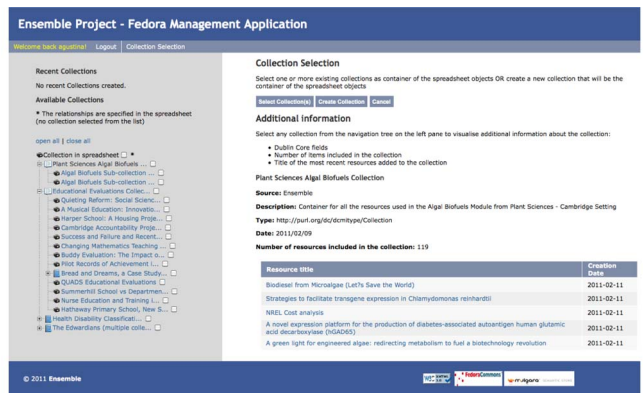 Ensemble Project - Fedora Management Application
Welcome back agustina! Logout Collection Selection
Recent Collections
No recent Collections created.
Available Collections
* The relationships are specified in the spreadsheet
(no collection selected from the list)
open all | close all
Collection in spreadsheet *
Plant Sciences Algal Biofuels ...
Algal Biofuels Sub-collection ...
Algal Biofuels Sub-collection ...
Educational Evaluations Collec...
Quieting Reform: Social Scienc...
A Musical Education: Innovatio...
Harper School: A Housing Proje...
Cambridge Accountability Proje...
Success and Failure and Recent...
Changing Mathematics Teaching ...
Buddy Evaluation: The Impact o...
Pilot Records of Achievement i...
Bread and Dreams, a Case Study...
QUADS Educational Evaluations
Summerhill School vs Departmen...
Nurse Education and Training i...
Hathaway Primary School, New S...
Health Disability Classificati...
The Edwardians (multiple colle...
Collection Selection
Select one or more existing collections as container of the spreadsheet objects OR create a new collection that will be the
container of the spreadsheet objects
Select Collection(s) Create Collection Cancel
Additional information
Select any collection from the navigation tree on the left pane to visualise additional information about the collection:
• Dublin Core fields
• Number of items included in the collection
• Title of the most recent resources added to the collection
Plant Sciences Algal Biofuels Collection
Source: Ensemble
Description: Container for all the resources used in the Algal Biofuels Module from Plant Sciences - Cambridge Setting
Type: http://purl.org/dc/dcmitype/Collection
Date: 2011/02/09
Number of resources included in the collection: 119
Resource title Creation Date
Biodiesel from Microalgae (Let?s Save the World) 2011-02-11
Strategies to facilitate transgene expression in Chlamydomonas reinhardtii 2011-02-11
NREL Cost analysis 2011-02-11
A novel expression platform for the production of diabetes-associated autoantigen human glutamic
acid decarboxylase (hGAD65) 2011-02-11
A green light for engineered algae: redirecting metabolism to fuel a biotechnology revolution 2011-02-11
© 2011 Ensemble
FedoraCommons
mulgara